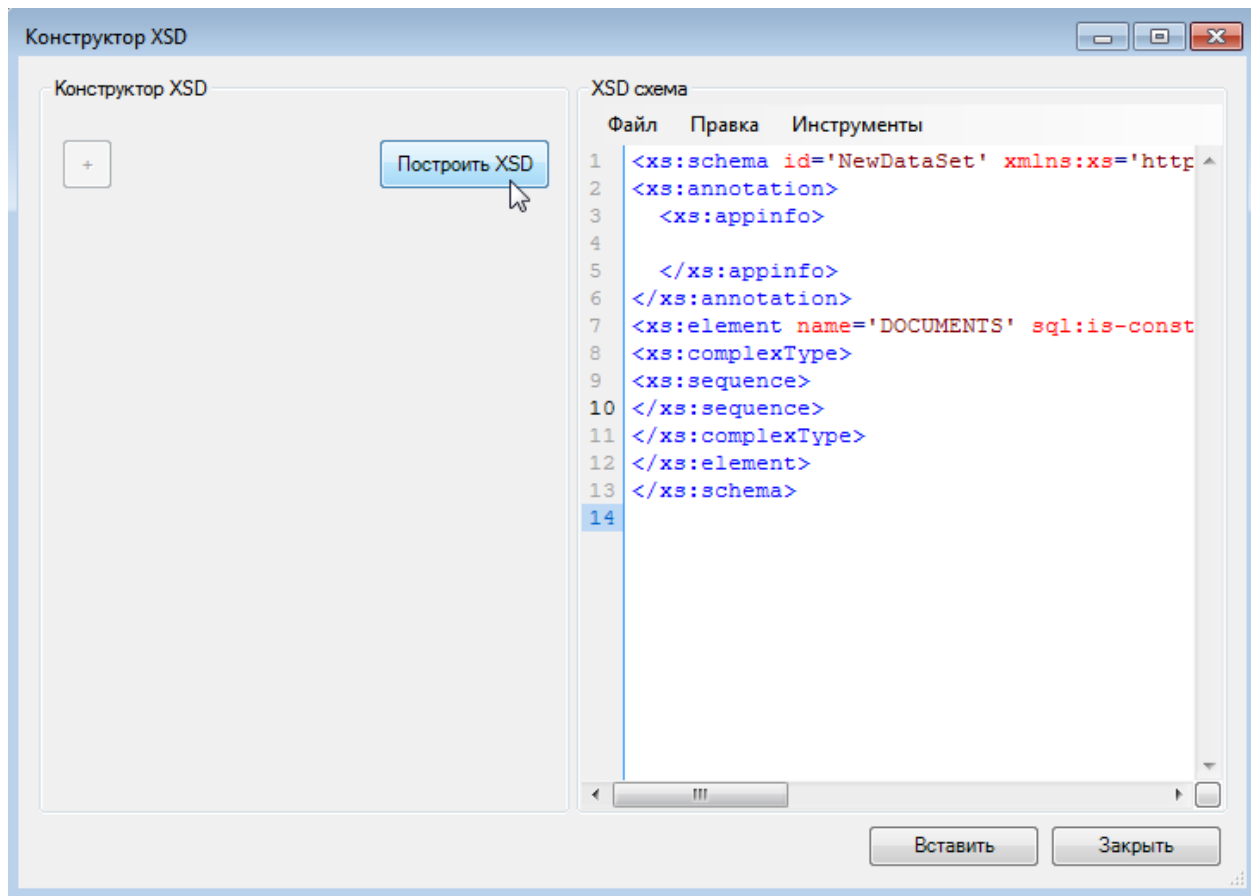 Конструктор XSD
Конструктор XSD
+
Построить XSD
XSD схема
Файл Правка Инструменты
1 <xs:schema id='NewDataSet' xmlns:xs='http
2 <xs:annotation>
3 <xs:appinfo>
4
5 </xs:appinfo>
6 </xs:annotation>
7 <xs:element name='DOCUMENTS' sql:is-const
8 <xs:complexType>
9 <xs:sequence>
10 </xs:sequence>
11 </xs:complexType>
12 </xs:element>
13 </xs:schema>
14
Вставить Закрыть